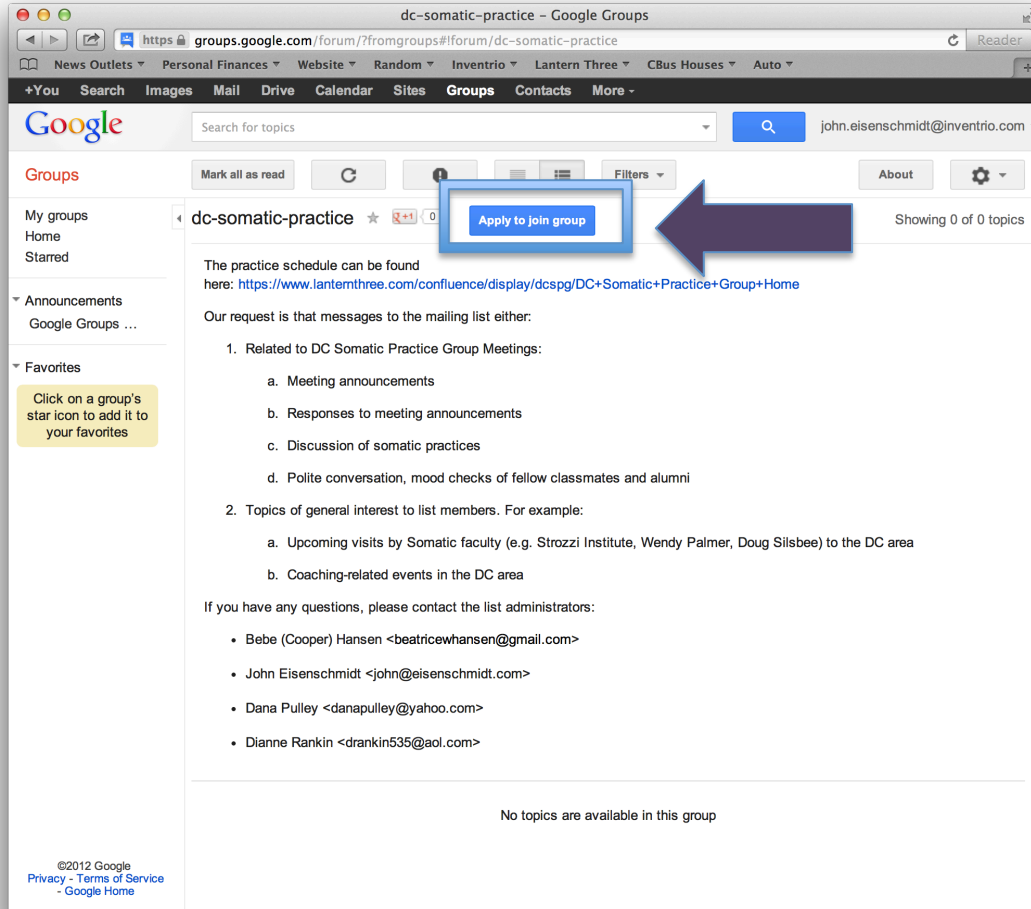 dc-somatic-practice – Google Groups
https groups.google.com/forum/?fromgroups#!forum/dc-somatic-practice Reader
News Outlets Personal Finances Website Random Inventrio Lantern Three CBus Houses Auto
+You Search Images Mail Drive Calendar Sites Groups Contacts More
Google Search for topics john.eisenschmidt@inventrio.com
Groups Mark all as read Filters About
My groups
Home
Starred
Announcements
Google Groups …
Favorites
Click on a group's
star icon to add it to
your favorites
dc-somatic-practice +1 0 Apply to join group Showing 0 of 0 topics
The practice schedule can be found
here: https://www.lanternthree.com/confluence/display/dcspg/DC+Somatic+Practice+Group+Home
Our request is that messages to the mailing list either:
1. Related to DC Somatic Practice Group Meetings:
a. Meeting announcements
b. Responses to meeting announcements
c. Discussion of somatic practices
d. Polite conversation, mood checks of fellow classmates and alumni
2. Topics of general interest to list members. For example:
a. Upcoming visits by Somatic faculty (e.g. Strozzi Institute, Wendy Palmer, Doug Silsbee) to the DC area
b. Coaching-related events in the DC area
If you have any questions, please contact the list administrators:
• Bebe (Cooper) Hansen <beatricewhansen@gmail.com>
• John Eisenschmidt <john@eisenschmidt.com>
• Dana Pulley <danapulley@yahoo.com>
• Dianne Rankin <drankin535@aol.com>
No topics are available in this group
©2012 Google
Privacy - Terms of Service
- Google Home